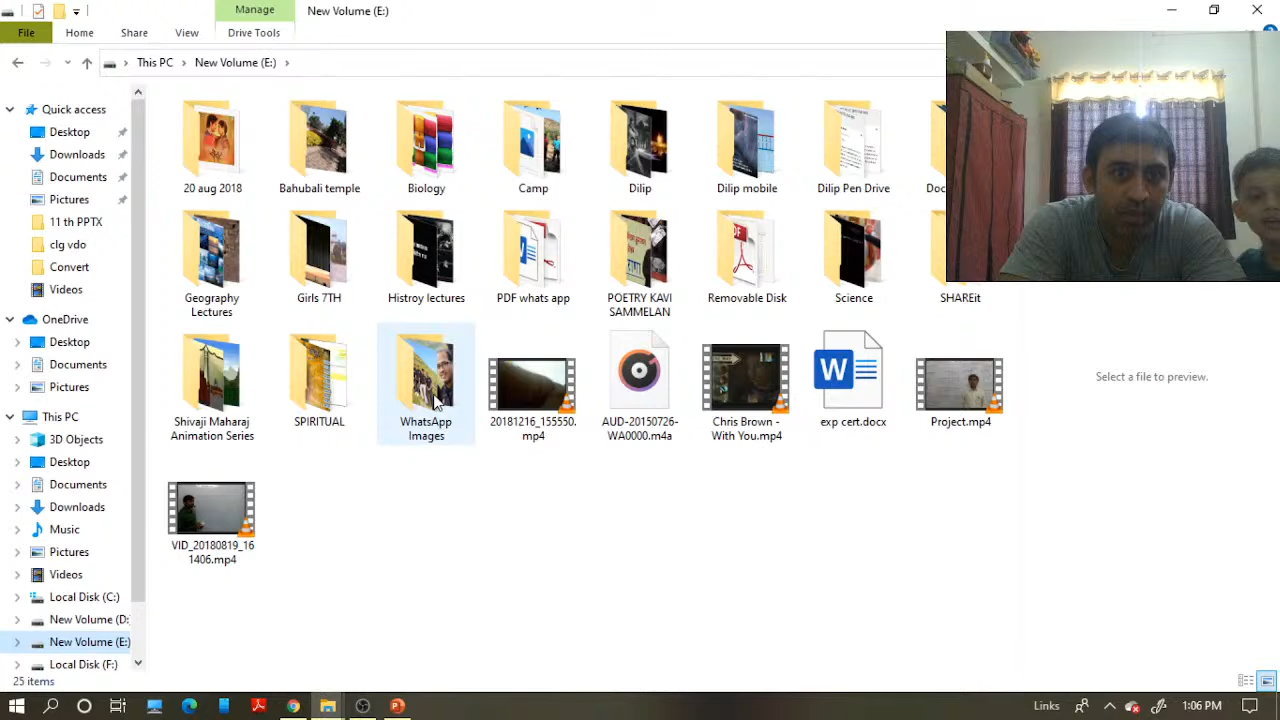 Manage
New Volume (E:)
File
Home
Share
View
Drive Tools
This PC
New Volume (E:)
Quick access
Desktop
Downloads
Documents
Pictures
11 th PPTX
clg vdo
Convert
Videos
OneDrive
Desktop
Documents
Pictures
This PC
3D Objects
Desktop
Documents
Downloads
Music
Pictures
Videos
Local Disk (C:)
New Volume (D:
New Volume (E:)
Local Disk (F:)
20 aug 2018
Bahubali temple
Biology
Camp
Dilip
Dilip mobile
Dilip Pen Drive
Doc
Geography
Lectures
Girls 7TH
Histroy lectures
PDF whats app
POETRY KAVI
SAMMELAN
Removable Disk
Science
SHAREit
Shivaji Maharaj
Animation Series
SPIRITUAL
WhatsApp
Images
20181216_155550.
mp4
AUD-20150726-
WA0000.m4a
Chris Brown -
With You.mp4
W
exp cert.docx
Project.mp4
VID_20180819_16
1406.mp4
Select a file to preview.
25 items
Links
1:06 PM